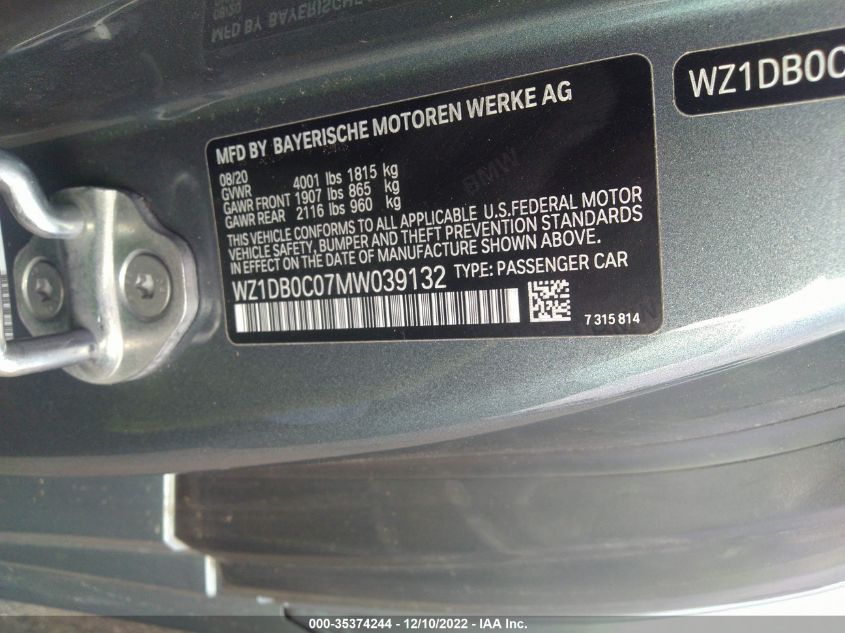 MFD BY BAYERISCHE MOTOREN WERKE AG
08/20
GVWR 4001 lbs 1815 kg
GAWR FRONT 1907 lbs 865 kg
GAWR REAR 2116 lbs 960 kg
THIS VEHICLE CONFORMS TO ALL APPLICABLE U.S.FEDERAL MOTOR
VEHICLE SAFETY, BUMPER AND THEFT PREVENTION STANDARDS
IN EFFECT ON THE DATE OF MANUFACTURE SHOWN ABOVE.
WZ1DB0C07MW039132 TYPE: PASSENGER CAR
7 315 814
WZ1DB0C
BMW
000-35374244 - 12/10/2022 - IAA Inc.